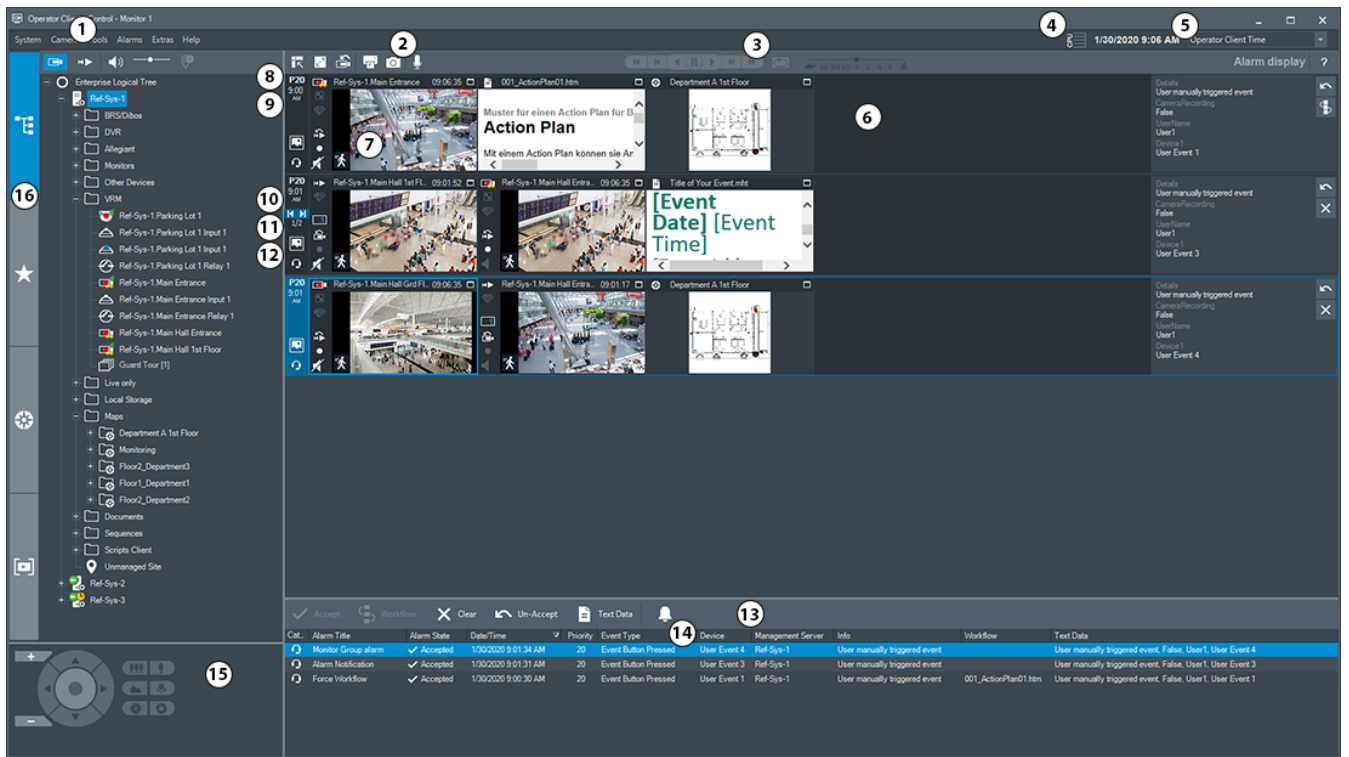 Operator Client Control - Monitor 1
1
4
5
System Camera Tools Alarms Extras Help
1/30/2020 9:06 AM Operator Client Time
2
3
Alarm display ?
Enterprise Logical Tree
Ref-Sys-1
BRS/Dibos
DVR
Allegiant
Monitors
Other Devices
VRM
Ref-Sys-1.Parking Lot 1
Ref-Sys-1.Parking Lot 1 Input 1
Ref-Sys-1.Parking Lot 1 Input 1
Ref-Sys-1.Parking Lot 1 Relay 1
Ref-Sys-1.Main Entrance
Ref-Sys-1.Main Entrance Input 1
Ref-Sys-1.Main Entrance Relay 1
Ref-Sys-1.Main Hall Entrance
Ref-Sys-1.Main Hall 1st Floor
Guard Tour [1]
Live only
Local Storage
Maps
Department A 1st Floor
Monitoring
Floor2_Department3
Floor1_Department1
Floor2_Department2
Documents
Sequences
Scripts Client
Unmanaged Site
Ref-Sys-2
Ref-Sys-3
16
15
8
9
10
11
12
P20
9:00
AM
Ref-Sys-1.Main Entrance 09:06:35
7
001_ActionPlan01.htm
Muster für einen Action Plan für B
Action Plan
Mit einem Action Plan können sie Ar
Department A 1st Floor
6
Details
User manually triggered event
CameraRecording
False
UserName
User1
Device1
User Event 1
P20
9:01
AM
1/2
Ref-Sys-1.Main Hall 1st Fl.. 09:01:52
Ref-Sys-1.Main Hall Entra.. 09:06:35
Title of Your Event.mht
[Event
Date] [Event
Time]
Details
User manually triggered event
CameraRecording
False
UserName
User1
Device1
User Event 3
P20
9:01
AM
Ref-Sys-1.Main Hall Grd Fl.. 09:06:35
Ref-Sys-1.Main Hall Entra.. 09:01:17
Department A 1st Floor
Details
User manually triggered event
CameraRecording
False
UserName
User1
Device1
User Event 4
Accept Workflow Clear Un-Accept Text Data
13
14
Cat.. Alarm Title Alarm State Date/Time Priority Event Type Device Management Server Info Workflow Text Data
Monitor Group alarm Accepted 1/30/2020 9:01:34 AM 20 Event Button Pressed User Event 4 Ref-Sys-1 User manually triggered event User manually triggered event, False, User1, User Event 4
Alarm Notification Accepted 1/30/2020 9:01:31 AM 20 Event Button Pressed User Event 3 Ref-Sys-1 User manually triggered event User manually triggered event, False, User1, User Event 3
Force Workflow Accepted 1/30/2020 9:00:30 AM 20 Event Button Pressed User Event 1 Ref-Sys-1 User manually triggered event 001_ActionPlan01.htm User manually triggered event, False, User1, User Event 1